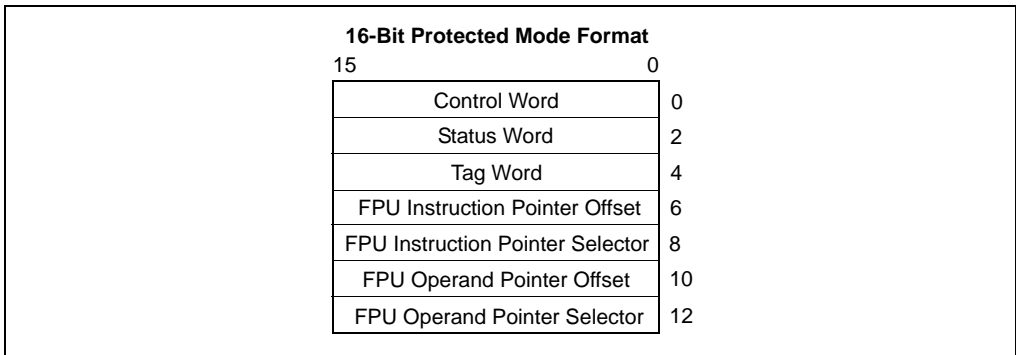 16-Bit Protected Mode Format
15 0
Control Word 0
Status Word 2
Tag Word 4
FPU Instruction Pointer Offset 6
FPU Instruction Pointer Selector 8
FPU Operand Pointer Offset 10
FPU Operand Pointer Selector 12